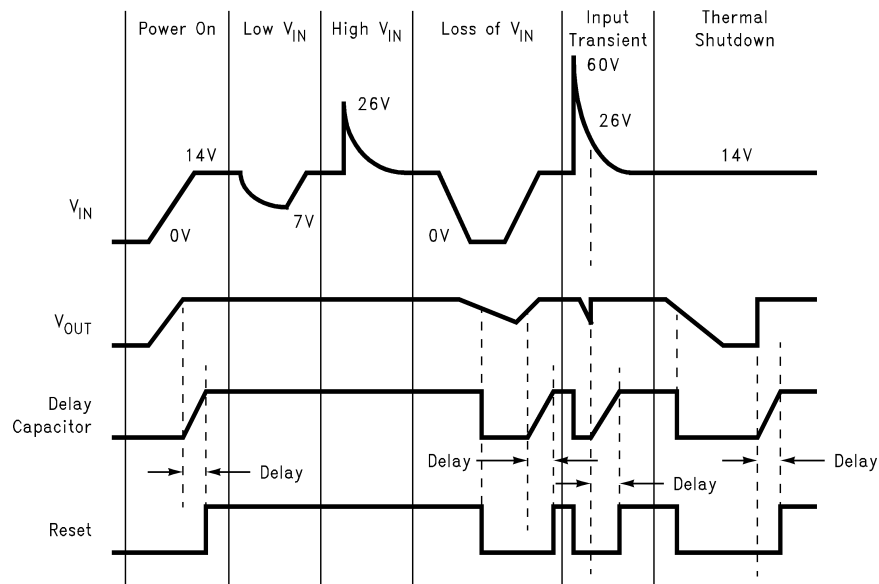 Power On
Low VIN
High VIN
Loss of VIN
Input
Transient
Thermal
Shutdown
60V
26V
26V
14V
14V
VIN
7V
0V
0V
VOUT
Delay
Capacitor
Delay
Delay
Delay
Delay
Reset